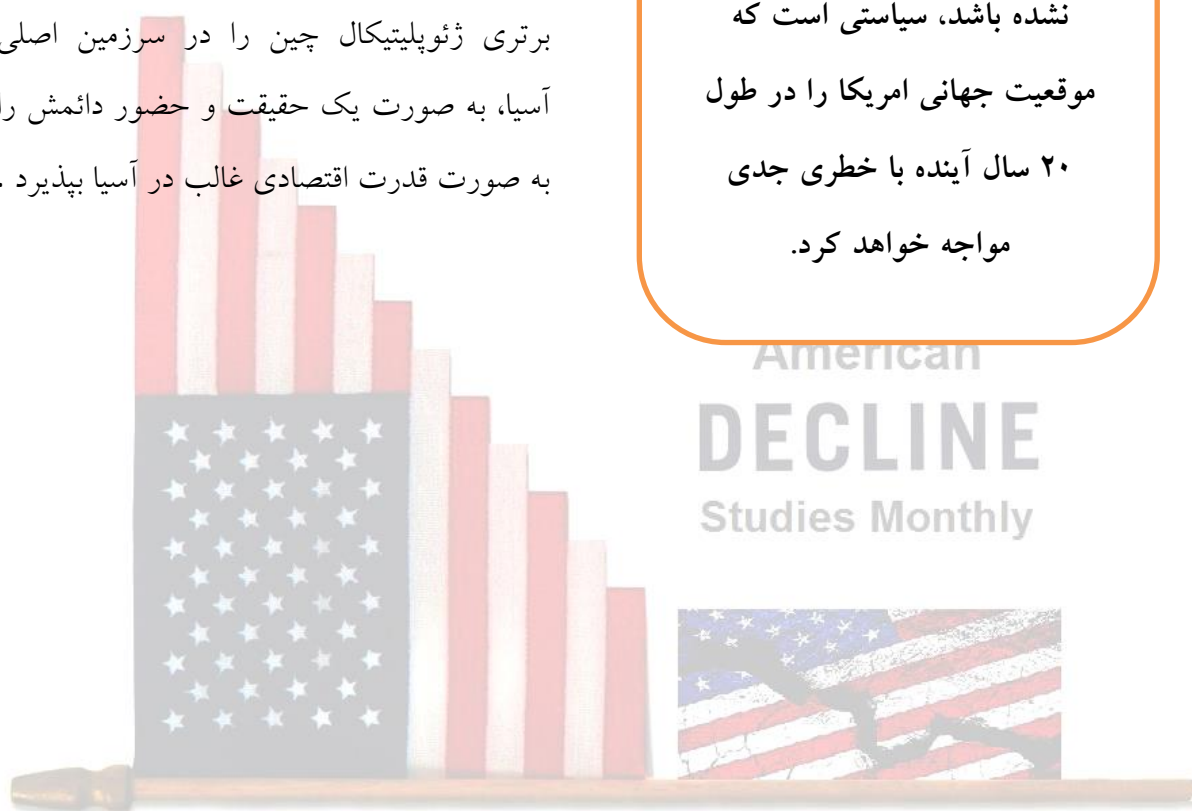 نشده باشد، سیاستی است که
موقعیت جهانی امریکا را در طول
۲۰ سال آینده با خطری جدی
مواجه خواهد کرد.
برتری ژئوپلیتیکال چین را در سرزمین اصلی
آسیا، به صورت یک حقیقت و حضور دائمش را
به صورت قدرت اقتصادی غالب در آسیا بپذیرد .
American
DECLINE
Studies Monthly